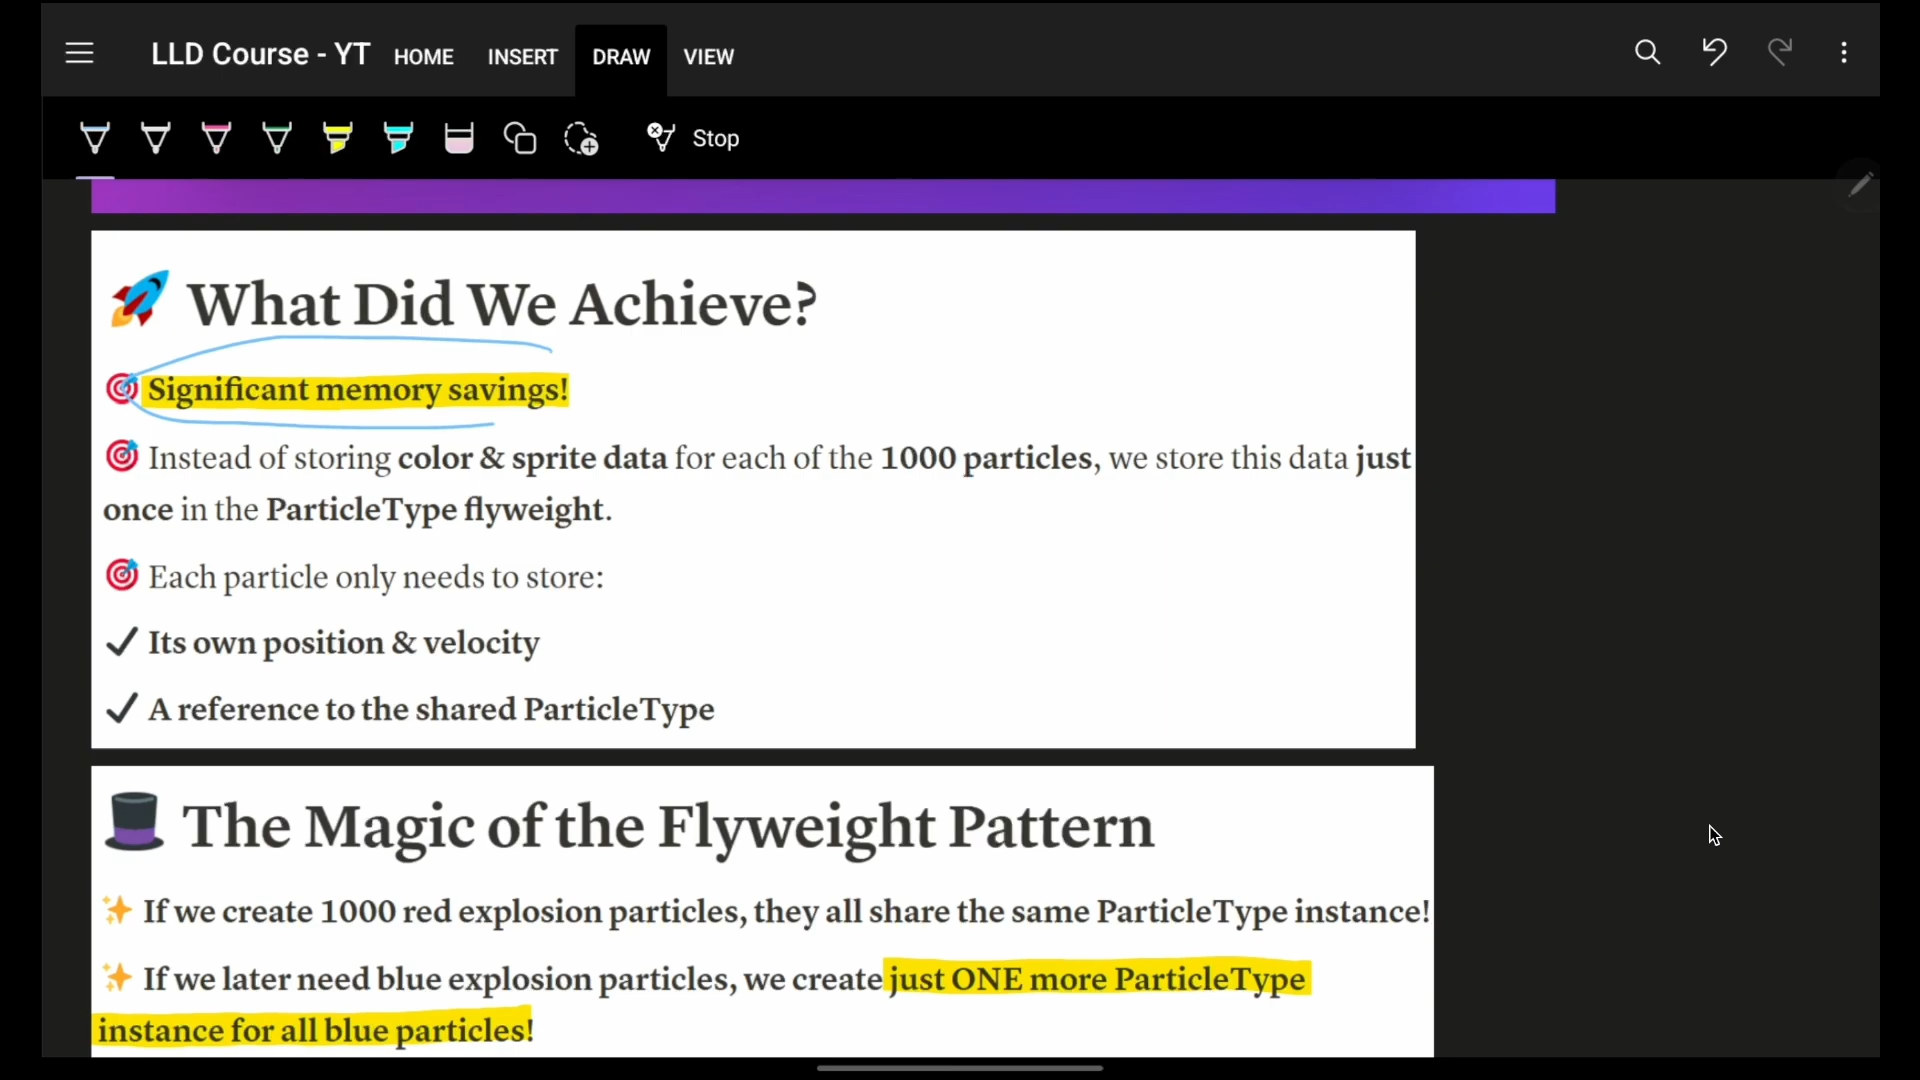 LLD Course - YT HOME INSERT DRAW VIEW
Stop
What Did We Achieve?
Significant memory savings!
Instead of storing color & sprite data for each of the 1000 particles, we store this data just
once in the ParticleType flyweight.
Each particle only needs to store:
Its own position & velocity
A reference to the shared ParticleType
The Magic of the Flyweight Pattern
If we create 1000 red explosion particles, they all share the same ParticleType instance!
If we later need blue explosion particles, we create just ONE more ParticleType
instance for all blue particles!